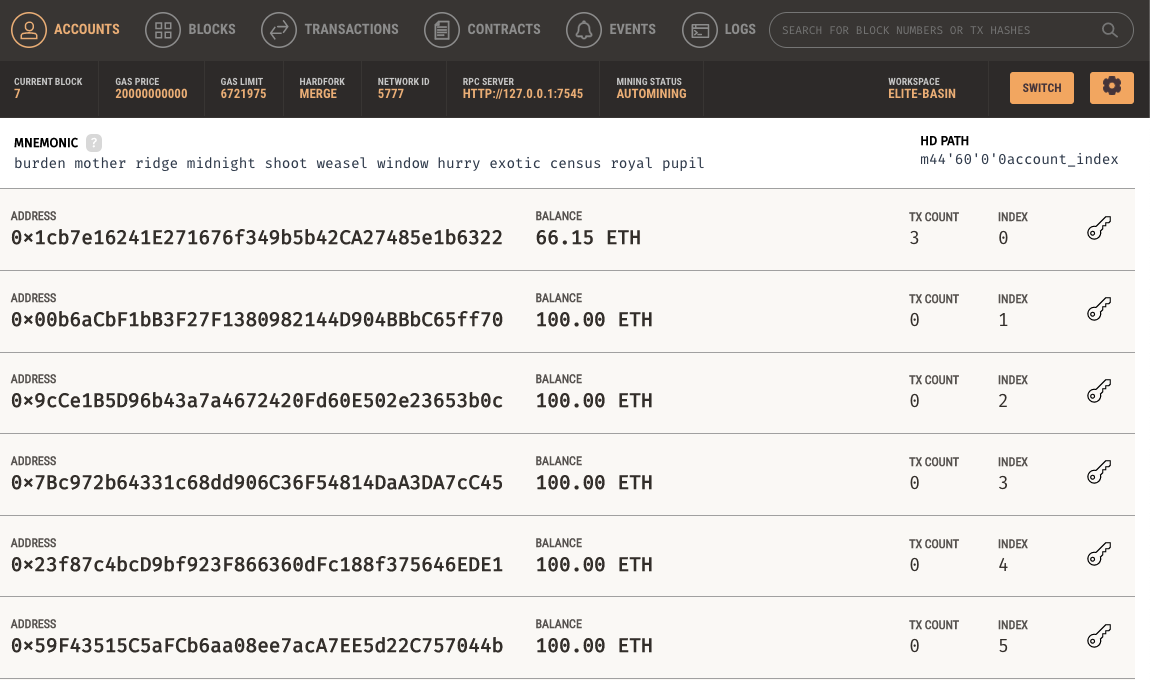 ACCOUNTS BLOCKS TRANSACTIONS CONTRACTS EVENTS LOGS SEARCH FOR BLOCK NUMBERS OR TX HASHES
CURRENT BLOCK GAS PRICE GAS LIMIT HARDFORK NETWORK ID RPC SERVER MINING STATUS WORKSPACE
7 20000000000 6721975 MERGE 5777 HTTP://127.0.0.1:7545 AUTOMINING ELITE-BASIN SWITCH
MNEMONIC ? HD PATH
burden mother ridge midnight shoot weasel window hurry exotic census royal pupil m44'60'0'0account_index
ADDRESS BALANCE TX COUNT INDEX
0×1cb7e16241E271676f349b5b42CA27485e1b6322 66.15 ETH 3 0
ADDRESS BALANCE TX COUNT INDEX
0×00b6aCbF1bB3F27F1380982144D904BBbC65ff70 100.00 ETH 0 1
ADDRESS BALANCE TX COUNT INDEX
0×9cCe1B5D96b43a7a4672420Fd60E502e23653b0c 100.00 ETH 0 2
ADDRESS BALANCE TX COUNT INDEX
0×7Bc972b64331c68dd906C36F54814DaA3DA7cC45 100.00 ETH 0 3
ADDRESS BALANCE TX COUNT INDEX
0×23f87c4bcD9bf923F866360dFc188f375646EDE1 100.00 ETH 0 4
ADDRESS BALANCE TX COUNT INDEX
0×59F43515C5aFCb6aa08ee7acA7EE5d22C757044b 100.00 ETH 0 5